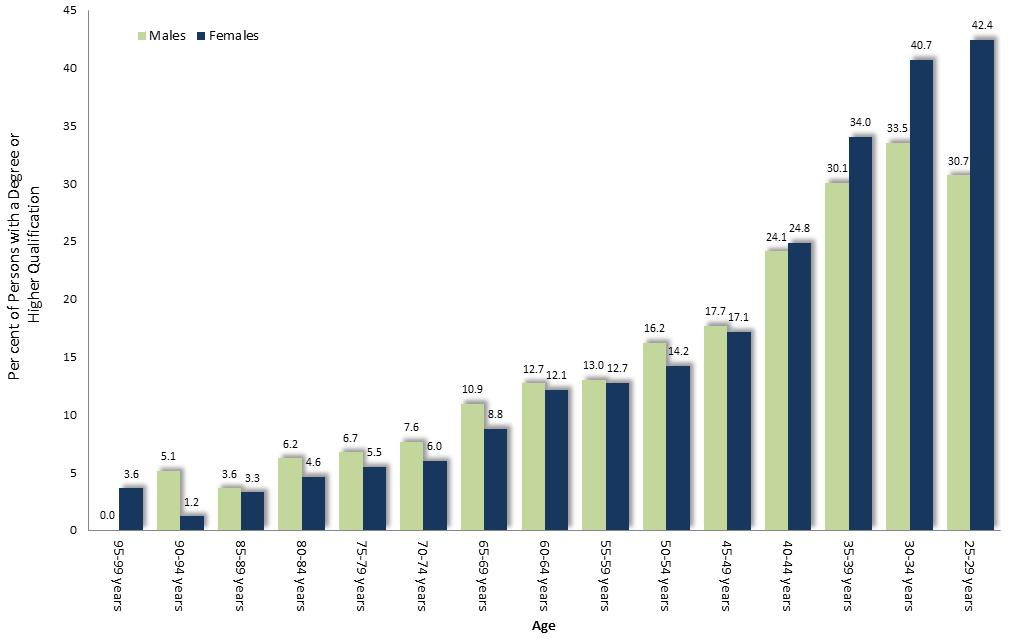 Per cent of Persons with a Degree or
Higher Qualification
45
40
35
30
25
20
15
10
5
0
Males Females
0.0 3.6
5.1 1.2
3.6 3.3
6.2 4.6
6.7 5.5
7.6 6.0
10.9 8.8
12.7 12.1
13.0 12.7
16.2 14.2
17.7 17.1
24.1 24.8
30.1 34.0
33.5 40.7
30.7 42.4
95-99 years
90-94 years
85-89 years
80-84 years
75-79 years
70-74 years
65-69 years
60-64 years
55-59 years
50-54 years
45-49 years
40-44 years
35-39 years
30-34 years
25-29 years
Age